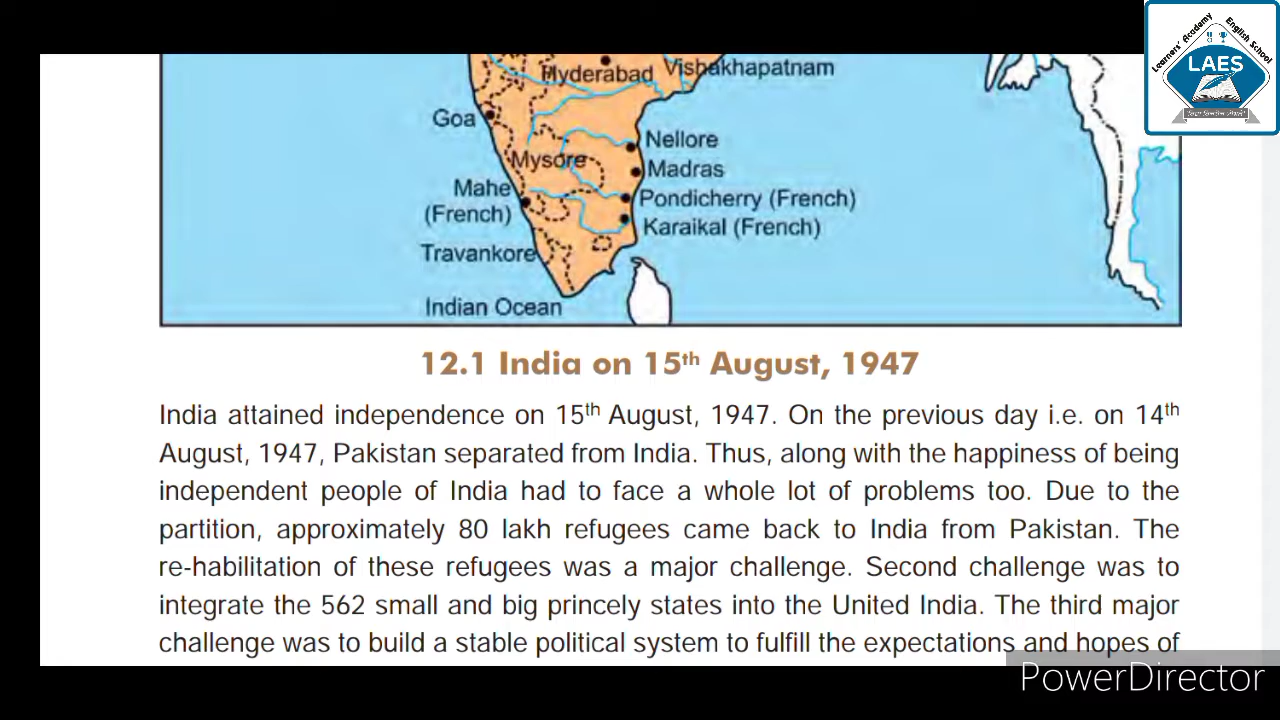 Learners' Academy English School
LAES
Hyderabad
Vishakhapatnam
Goa
Nellore
Mysore
Madras
Mahe
(French)
Pondicherry (French)
Karaikal (French)
Travankore
Indian Ocean
12.1 India on 15th August, 1947
India attained independence on 15th August, 1947. On the previous day i.e. on 14th
August, 1947, Pakistan separated from India. Thus, along with the happiness of being
independent people of India had to face a whole lot of problems too. Due to the
partition, approximately 80 lakh refugees came back to India from Pakistan. The
re-habilitation of these refugees was a major challenge. Second challenge was to
integrate the 562 small and big princely states into the United India. The third major
challenge was to build a stable political system to fulfill the expectations and hopes of
PowerDirector